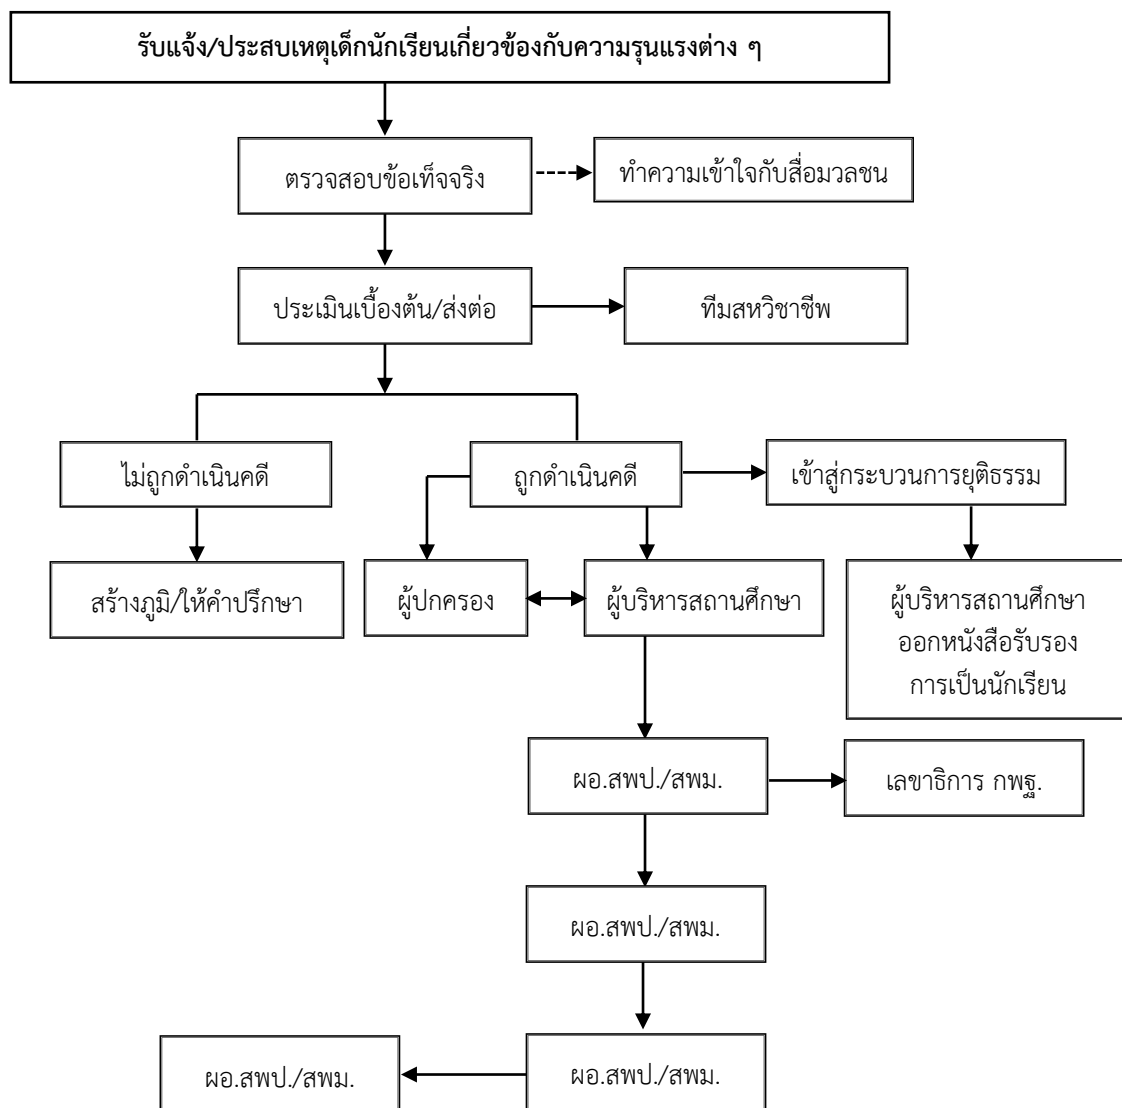 รับแจ้ง/ประสบเหตุเด็กนักเรียนเกี่ยวข้องกับความรุนแรงต่าง ๆ
ตรวจสอบข้อเท็จจริง
ทำความเข้าใจกับสื่อมวลชน
ประเมินเบื้องต้น/ส่งต่อ
ทีมสหวิชาชีพ
ไม่ถูกดำเนินคดี
ถูกดำเนินคดี
เข้าสู่กระบวนการยุติธรรม
สร้างภูมิ/ให้คำปรึกษา
ผู้ปกครอง
ผู้บริหารสถานศึกษา
ผู้บริหารสถานศึกษา
ออกหนังสือรับรอง
การเป็นนักเรียน
ผอ.สพป./สพม.
เลขาธิการ กพฐ.
ผอ.สพป./สพม.
ผอ.สพป./สพม.
ผอ.สพป./สพม.